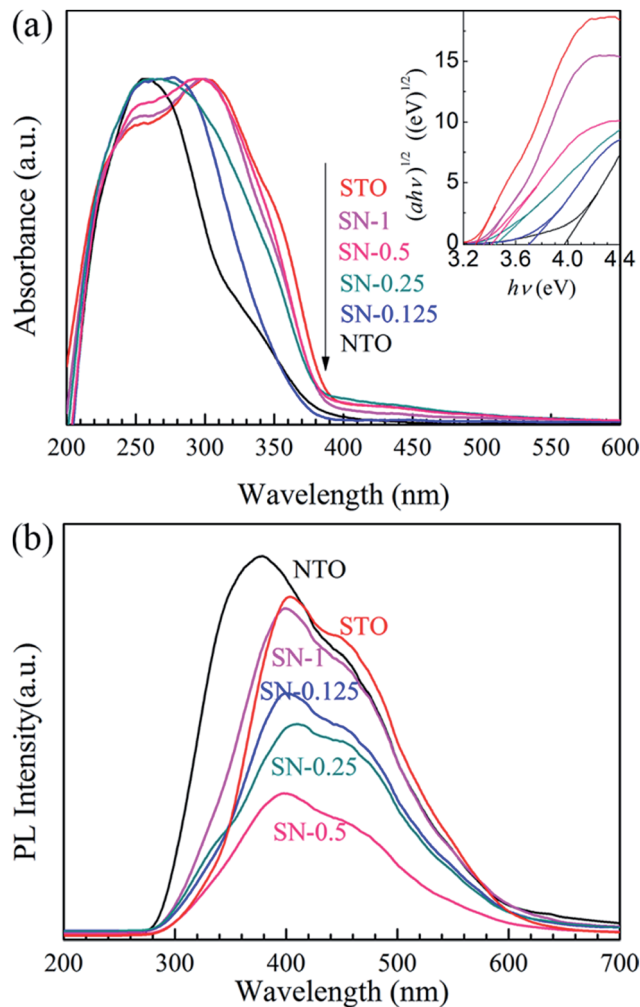 (a)
Absorbance (a.u.)
STO
SN-1
SN-0.5
SN-0.25
SN-0.125
NTO
200 250 300 350 400 450 500 550 600
Wavelength (nm)
(ahν)^1/2 ((eV)^1/2)
15
10
5
0
3.2 3.6 4.0 4.4
hν (eV)
(b)
PL Intensity(a.u.)
NTO
STO
SN-1
SN-0.125
SN-0.25
SN-0.5
200 300 400 500 600 700
Wavelength (nm)